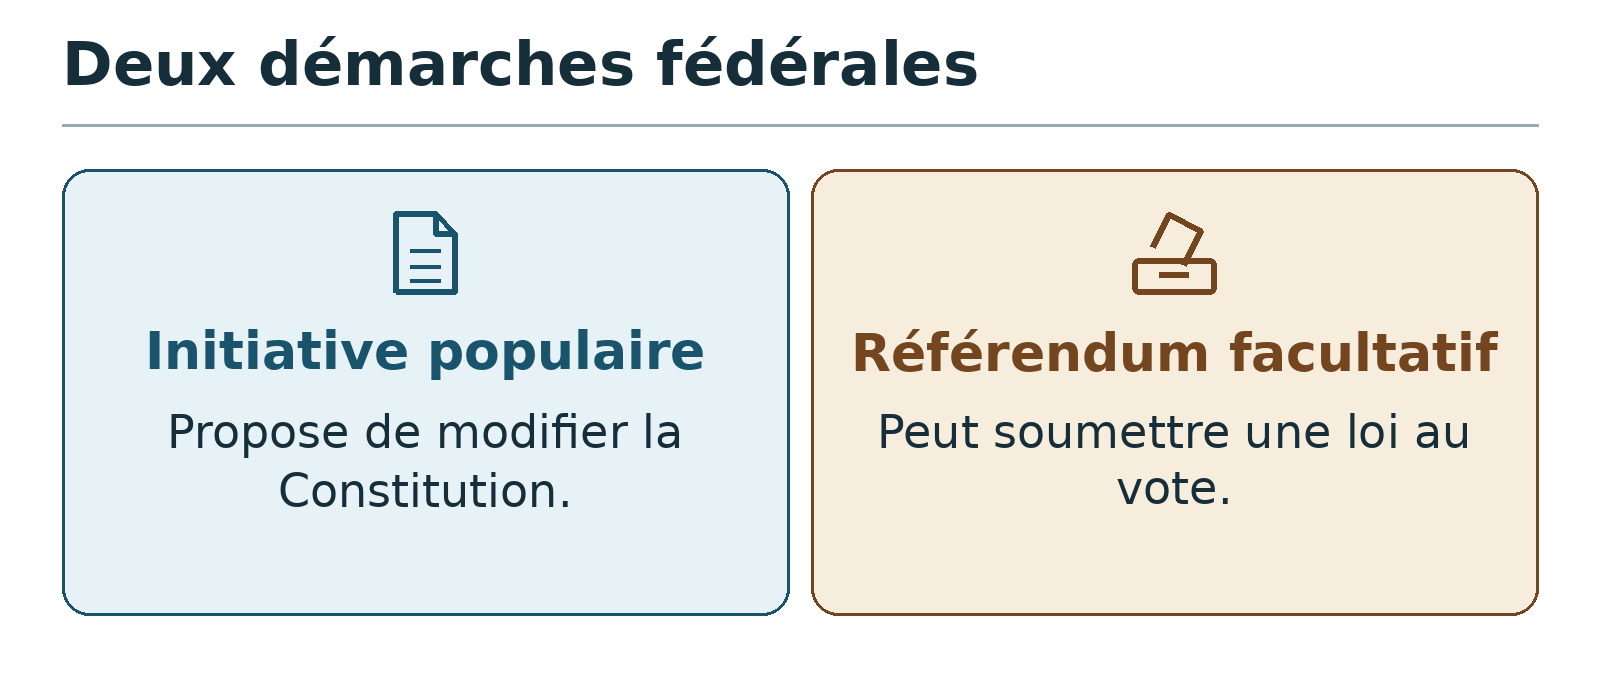 Deux démarches fédérales
Initiative populaire
Propose de modifier la
Constitution.
Référendum facultatif
Peut soumettre une loi au
vote.